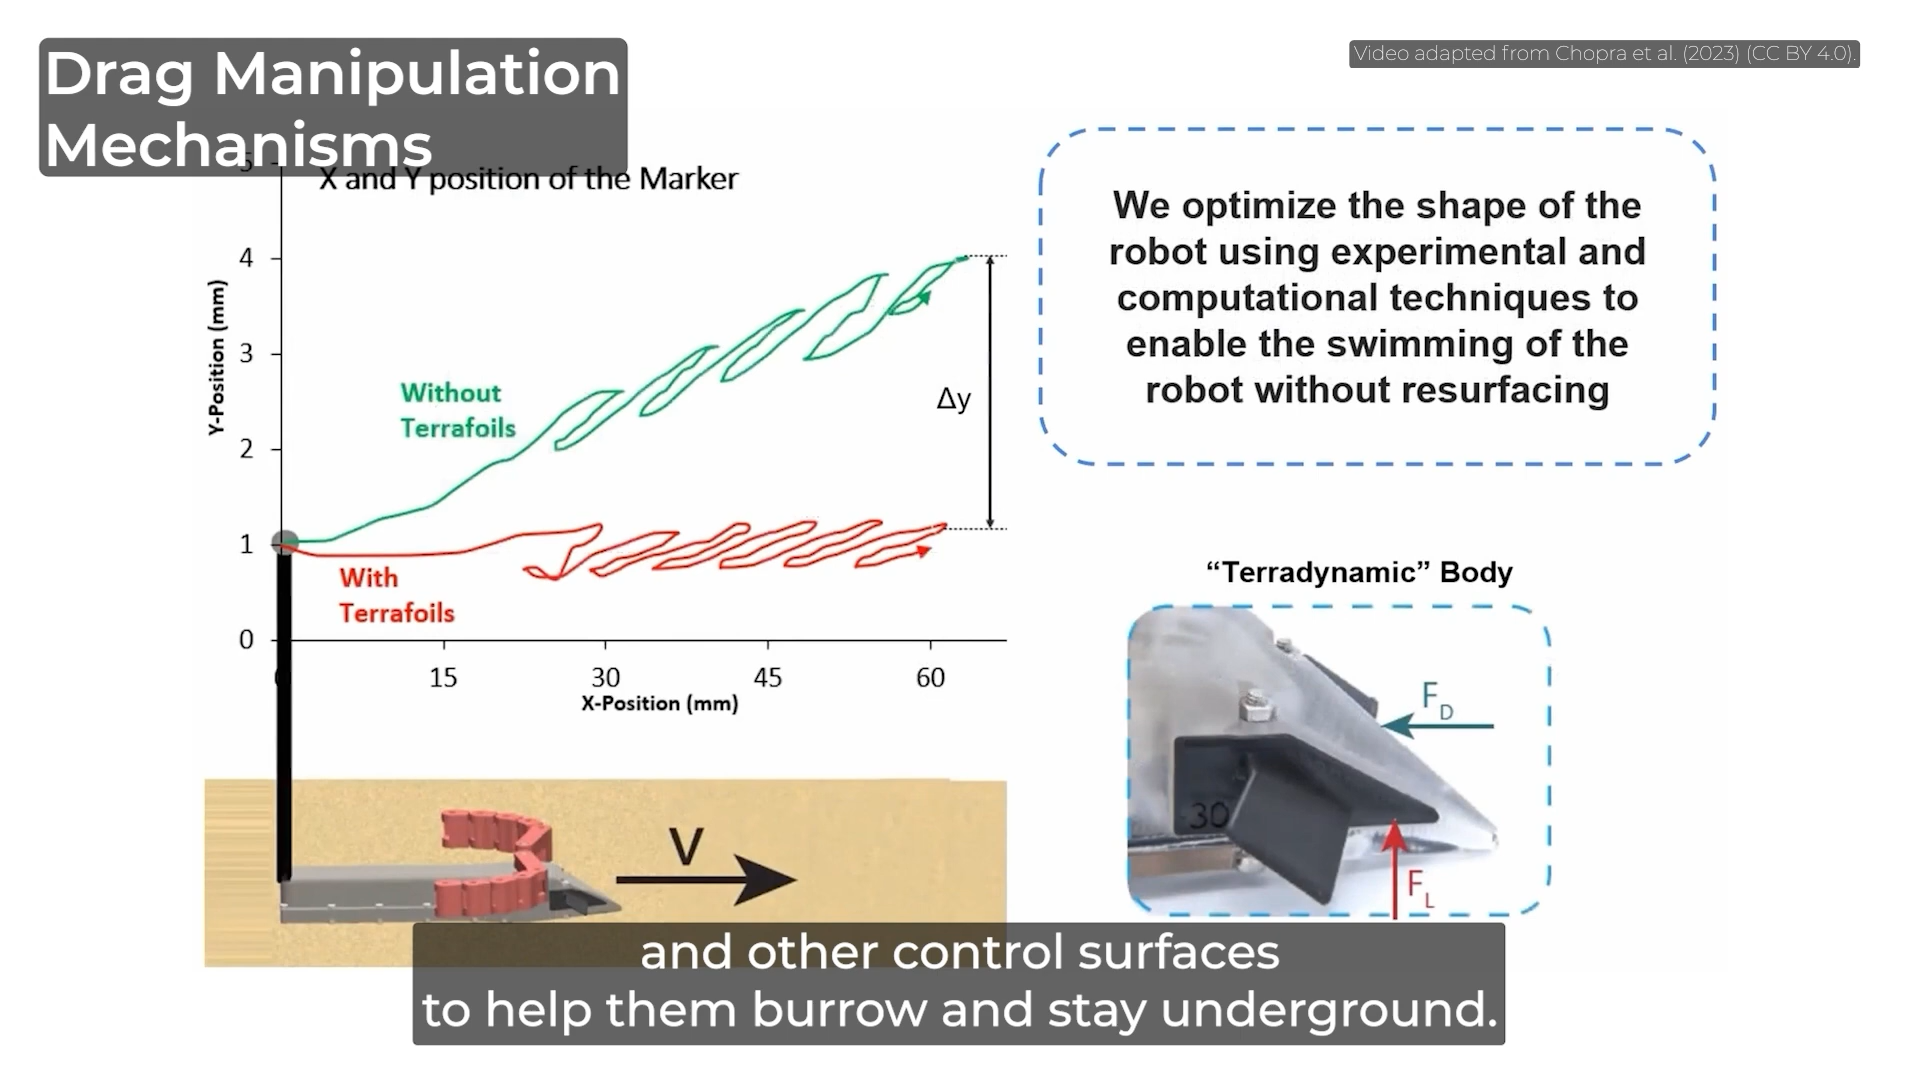 Drag Manipulation
Mechanisms
Video adapted from Chopra et al. (2023) (CC BY 4.0).
X and Y position of the Marker
5
4
3
2
1
0
Y-Position (mm)
Without
Terrafoils
With
Terrafoils
Δy
15
30
45
60
X-Position (mm)
We optimize the shape of the
robot using experimental and
computational techniques to
enable the swimming of the
robot without resurfacing
“Terradynamic” Body
FD
30
FL
V
and other control surfaces
to help them burrow and stay underground.